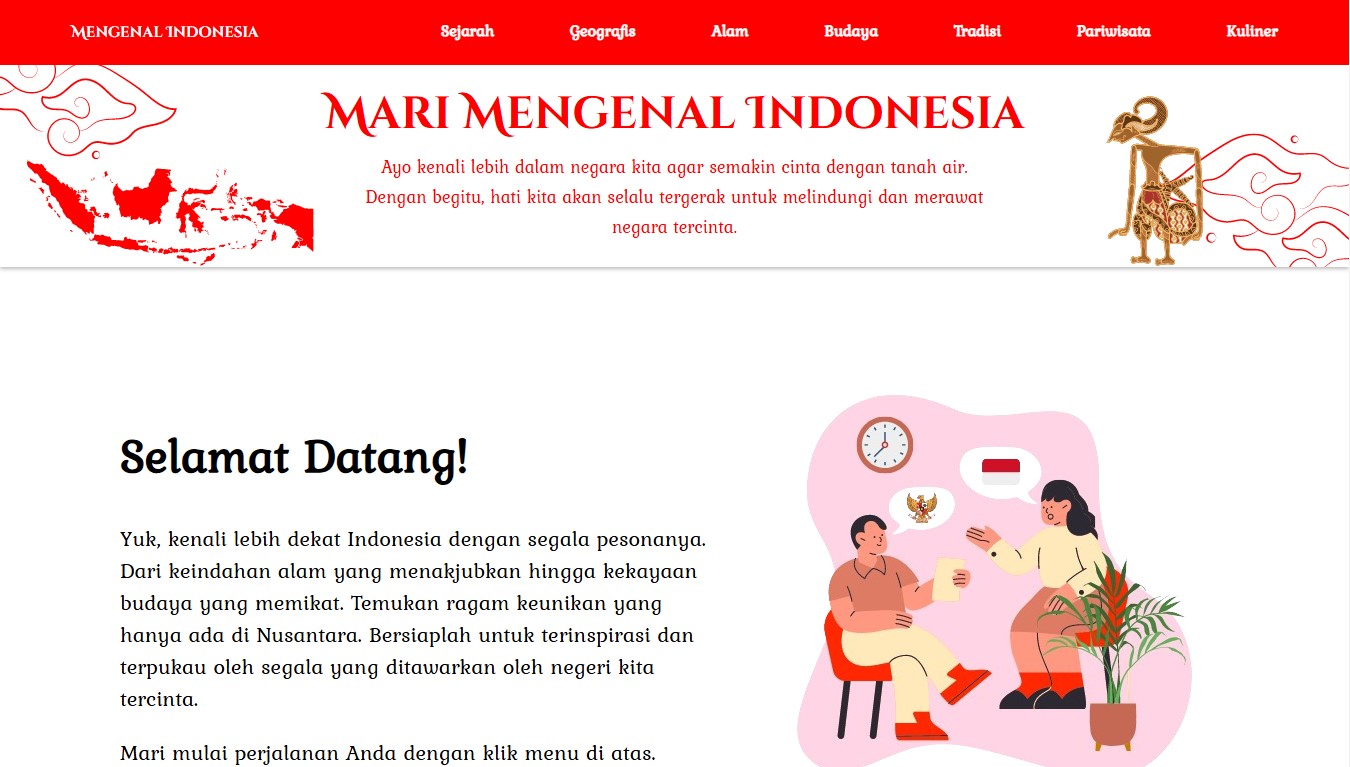 Mengenal Indonesia
Sejarah Geografis Alam Budaya Tradisi Pariwisata Kuliner
Mari Mengenal Indonesia
Ayo kenali lebih dalam negara kita agar semakin cinta dengan tanah air.
Dengan begitu, hati kita akan selalu tergerak untuk melindungi dan merawat
negara tercinta.
Selamat Datang!
Yuk, kenali lebih dekat Indonesia dengan segala pesonanya.
Dari keindahan alam yang menakjubkan hingga kekayaan
budaya yang memikat. Temukan ragam keunikan yang
hanya ada di Nusantara. Bersiaplah untuk terinspirasi dan
terpukau oleh segala yang ditawarkan oleh negeri kita
tercinta.
Mari mulai perjalanan Anda dengan klik menu di atas.